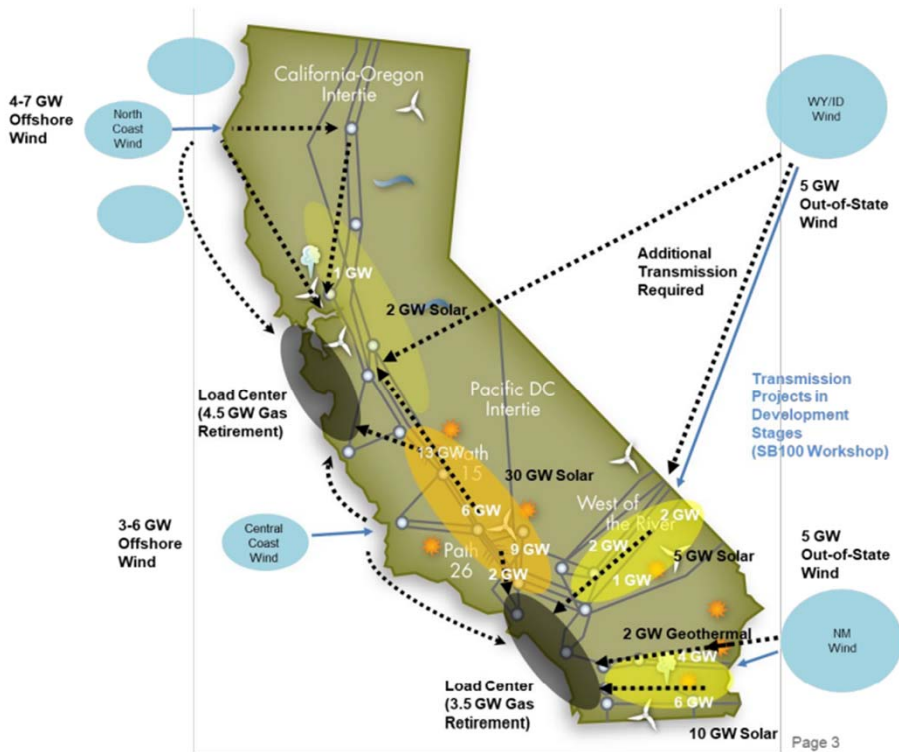 California-Oregon
Intertie
4-7 GW
Offshore
Wind
North
Coast
Wind
WY/ID
Wind
5 GW
Out-of-State
Wind
Additional
Transmission
Required
1 GW
2 GW Solar
Load Center
(4.5 GW Gas
Retirement)
Pacific DC
Intertie
Transmission
Projects in
Development
Stages
(SB100 Workshop)
13 GW
Path
15
30 GW Solar
6 GW
West of
the River
2 GW
3-6 GW
Offshore
Wind
Central
Coast
Wind
Path
26
9 GW
2 GW
2 GW
5 GW Solar
1 GW
5 GW
Out-of-State
Wind
2 GW Geothermal
NM
Wind
4 GW
6 GW
Load Center
(3.5 GW Gas
Retirement)
10 GW Solar
Page 3